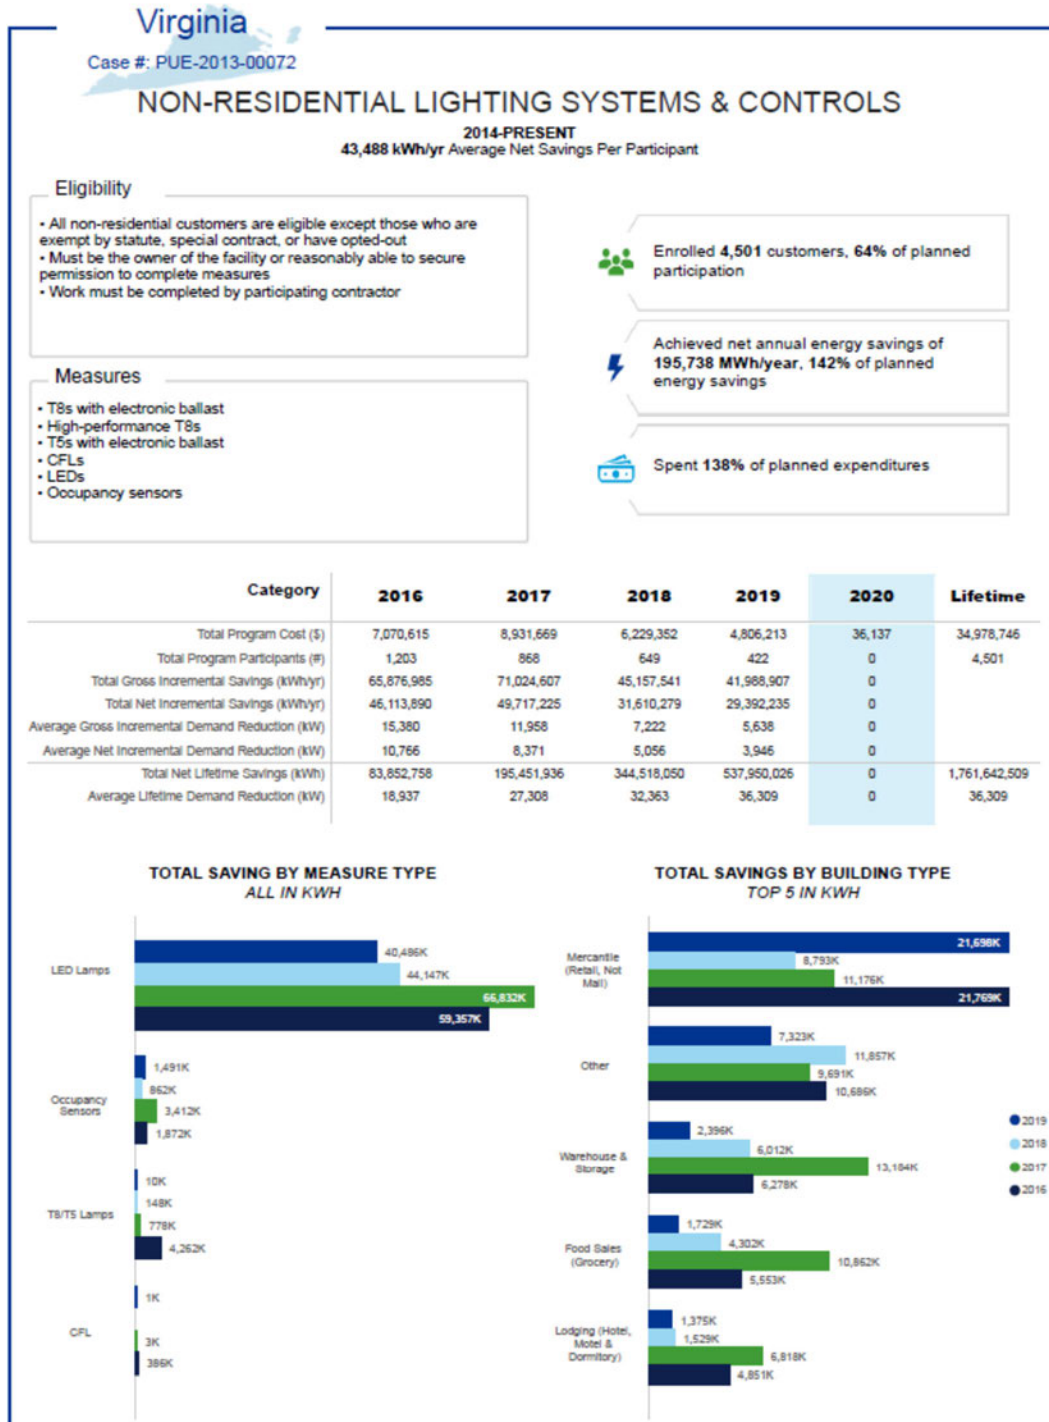 Virginia
Case #: PUE-2013-00072
NON-RESIDENTIAL LIGHTING SYSTEMS & CONTROLS
2014-PRESENT
43,488 kWh/yr Average Net Savings Per Participant
Eligibility
• All non-residential customers are eligible except those who are
exempt by statute, special contract, or have opted-out
• Must be the owner of the facility or reasonably able to secure
permission to complete measures
• Work must be completed by participating contractor
Enrolled 4,501 customers, 64% of planned
participation
Achieved net annual energy savings of
195,738 MWh/year, 142% of planned
energy savings
Spent 138% of planned expenditures
Measures
• T8s with electronic ballast
• High-performance T8s
• T5s with electronic ballast
• CFLs
• LEDs
• Occupancy sensors
Category 2016 2017 2018 2019 2020 Lifetime
Total Program Cost ($) 7,070,615 8,931,669 6,229,352 4,806,213 36,137 34,978,746
Total Program Participants (#) 1,203 868 649 422 0 4,501
Total Gross Incremental Savings (kWh/yr) 65,876,985 71,024,607 45,157,541 41,988,907 0
Total Net Incremental Savings (kWh/yr) 46,113,890 49,717,225 31,610,279 29,392,235 0
Average Gross Incremental Demand Reduction (kW) 15,380 11,958 7,222 5,638 0
Average Net Incremental Demand Reduction (kW) 10,766 8,371 5,056 3,946 0
Total Net Lifetime Savings (kWh) 83,852,758 195,451,936 344,518,050 537,950,026 0 1,761,642,509
Average Lifetime Demand Reduction (kW) 18,937 27,308 32,363 36,309 0 36,309
TOTAL SAVING BY MEASURE TYPE
ALL IN KWH
LED Lamps
40,486K
44,147K
66,832K
59,357K
Occupancy
Sensors
1,491K
862K
3,412K
1,872K
T8/T5 Lamps
10K
148K
778K
4,262K
CFL
1K
3K
386K
TOTAL SAVINGS BY BUILDING TYPE
TOP 5 IN KWH
Mercantile
(Retail, Not
Mall)
21,698K
8,793K
11,176K
21,769K
Other
7,323K
11,857K
9,691K
10,686K
Warehouse &
Storage
2,396K
6,012K
13,184K
6,278K
Food Sales
(Grocery)
1,729K
4,302K
10,862K
5,553K
Lodging (Hotel,
Motel &
Dormitory)
1,375K
1,529K
6,818K
4,851K
2019
2018
2017
2016